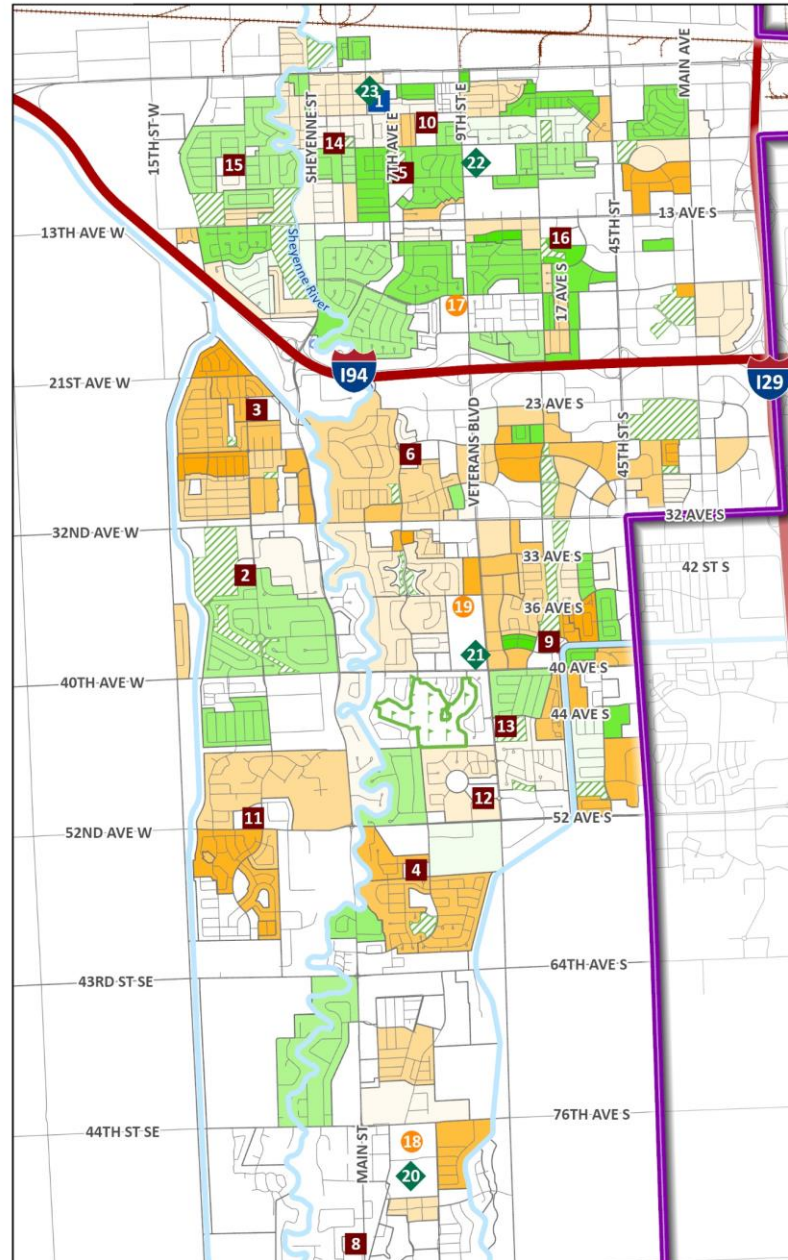 MAIN AVE
15TH ST W
SHEYENNE ST
7TH AVE E
9TH ST E
23
1
10
14
15
5
22
45TH ST
13 AVE S
13TH AVE W
Sheyenne River
16
17 AVE S
17
I94
I29
21ST AVE W
3
23 AVE S
VETERANS BLVD
45TH ST S
6
32 AVE S
32ND AVE W
33 AVE S
42 ST S
2
36 AVE S
19
9
21
40 AVE S
40TH AVE W
44 AVE S
13
12
11
52 AVE S
52ND AVE W
4
64TH AVE S
43RD ST SE
76TH AVE S
44TH ST SE
18
MAIN ST
20
8